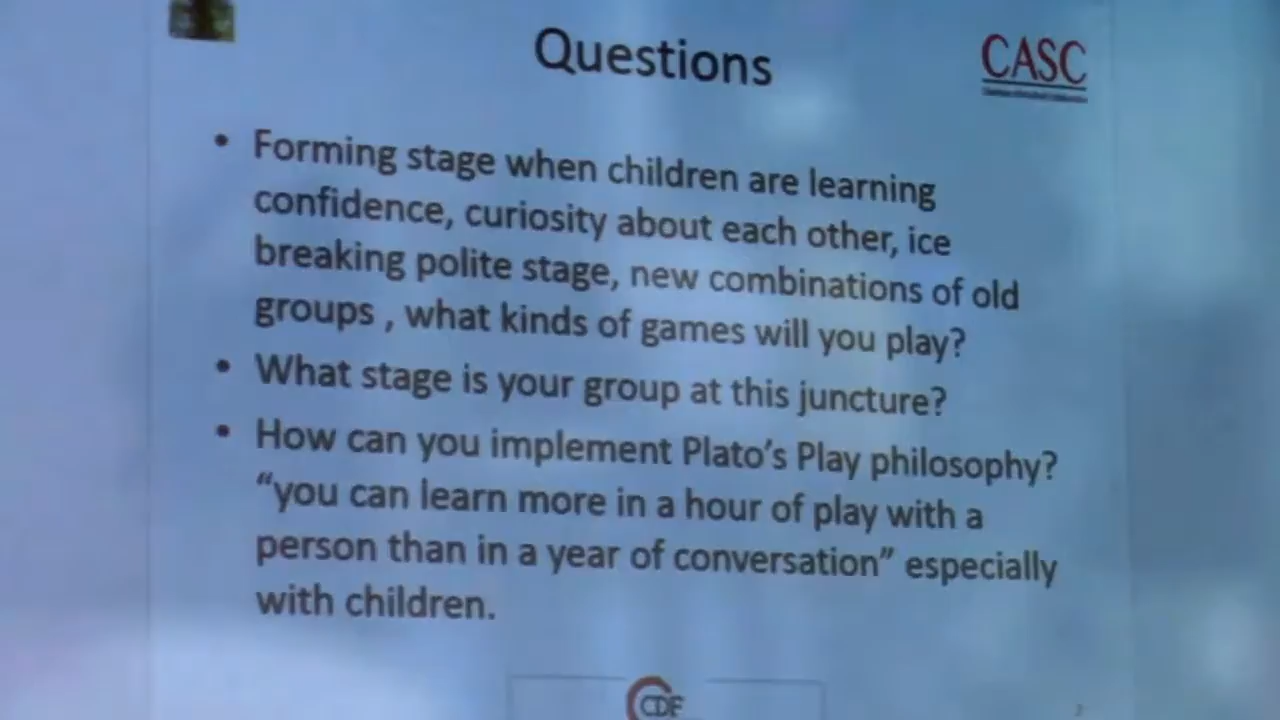 Questions
CASC
• Forming stage when children are learning
confidence, curiosity about each other, ice
breaking polite stage, new combinations of old
groups , what kinds of games will you play?
• What stage is your group at this juncture?
• How can you implement Plato's Play philosophy?
“you can learn more in a hour of play with a
person than in a year of conversation” especially
with children.
CDF